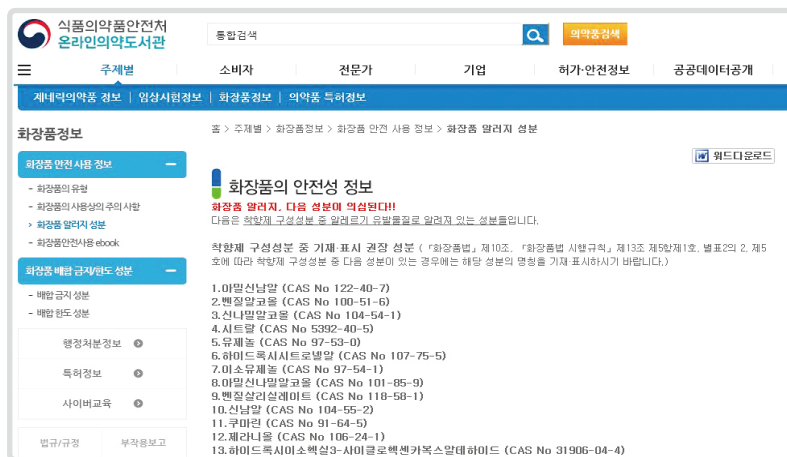 식품의약품안전처
온라인의약도서관
통합검색
의약품검색
주제별 소비자 전문가 기업 허가·안전정보 공공데이터공개
제네릭의약품 정보 | 임상시험정보 | 화장품정보 | 의약품 특허정보
화장품정보
홈 > 주제별 > 화장품정보 > 화장품 안전 사용 정보 > 화장품 알러지 성분
화장품 안전 사용 정보
- 화장품의 유형
- 화장품의 사용상의 주의 사항
> 화장품 알러지 성분
- 화장품안전사용 ebook
화장품 배합 금지/한도 성분
- 배합 금지 성분
- 배합 한도 성분
행정처분정보
특허정보
사이버교육
법규/규정 부작용보고
워드다운로드
화장품의 안전성 정보
화장품 알러지, 다음 성분이 의심된다!!
다음은 착향제 구성성분 중 알레르기 유발물질로 알려지 있는 성분들입니다.
착향제 구성성분 중 기재·표시 권장 성분 (『화장품법』제10조, 『화장품법 시행규칙』제13조 제5항제1호, 별표2의 2, 제5
호에 따라 착향제 구성성분 중 다음 성분이 있는 경우에는 해당 성분의 명칭을 기재·표시하시기 바랍니다.)
1.아밀신남알 (CAS No 122-40-7)
2.벤질알코올 (CAS No 100-51-6)
3.신나밀알코올 (CAS No 104-54-1)
4.시트랄 (CAS No 5392-40-5)
5.유제놀 (CAS No 97-53-0)
6.하이드록시시트로넬알 (CAS No 107-75-5)
7.이소유제놀 (CAS No 97-54-1)
8.아밀신나밀알코올 (CAS No 101-85-9)
9.벤질살리실레이트 (CAS No 118-58-1)
10.신남알 (CAS No 104-55-2)
11.쿠마린 (CAS No 91-64-5)
12.제라니올 (CAS No 106-24-1)
13.하이드록시이소헥실3-사이클로헥센카복스알데하이드 (CAS No 31906-04-4)